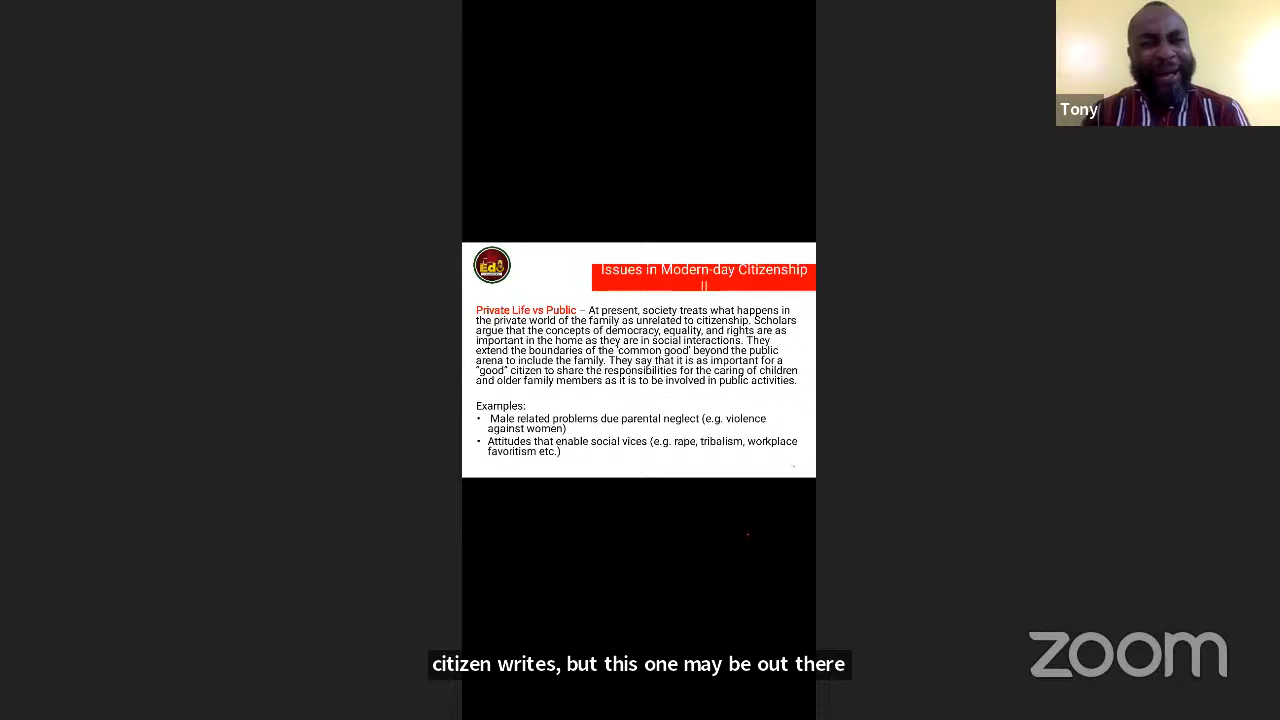 Tony
Edo
Issues in Modern-day Citizenship
II
Private Life vs Public – At present, society treats what happens in
the private world of the family as unrelated to citizenship. Scholars
argue that the concepts of democracy, equality, and rights are as
important in the home as they are in social interactions. They
extend the boundaries of the 'common good' beyond the public
arena to include the family. They say that it is as important for a
"good" citizen to share the responsibilities for the caring of children
and older family members as it is to be involved in public activities.
Examples:
• Male related problems due parental neglect (e.g. violence
against women)
• Attitudes that enable social vices (e.g. rape, tribalism, workplace
favoritism etc.)
citizen writes, but this one may be out there
zoom